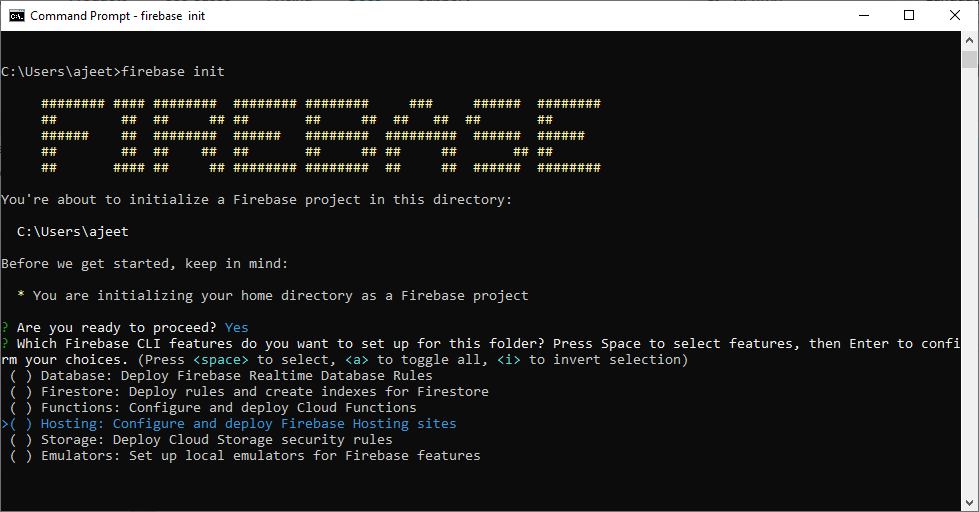 Command Prompt - firebase  init
C:\Users\ajeet>firebase init
######## #### ########  ######## ########     ###     ######  ########
##        ##  ##     ## ##       ##     ##  ##   ##  ##       ##
######    ##  ########  ######   ########  #########  ######  ######
##        ##  ##    ##  ##       ##     ## ##     ##       ## ##
##       #### ##     ## ######## ########  ##     ##  ######  ########
You're about to initialize a Firebase project in this directory:
C:\Users\ajeet
Before we get started, keep in mind:
* You are initializing your home directory as a Firebase project
? Are you ready to proceed? Yes
? Which Firebase CLI features do you want to set up for this folder? Press Space to select features, then Enter to confi
rm your choices. (Press <space> to select, <a> to toggle all, <i> to invert selection)
( ) Database: Deploy Firebase Realtime Database Rules
( ) Firestore: Deploy rules and create indexes for Firestore
( ) Functions: Configure and deploy Cloud Functions
>( ) Hosting: Configure and deploy Firebase Hosting sites
( ) Storage: Deploy Cloud Storage security rules
( ) Emulators: Set up local emulators for Firebase features